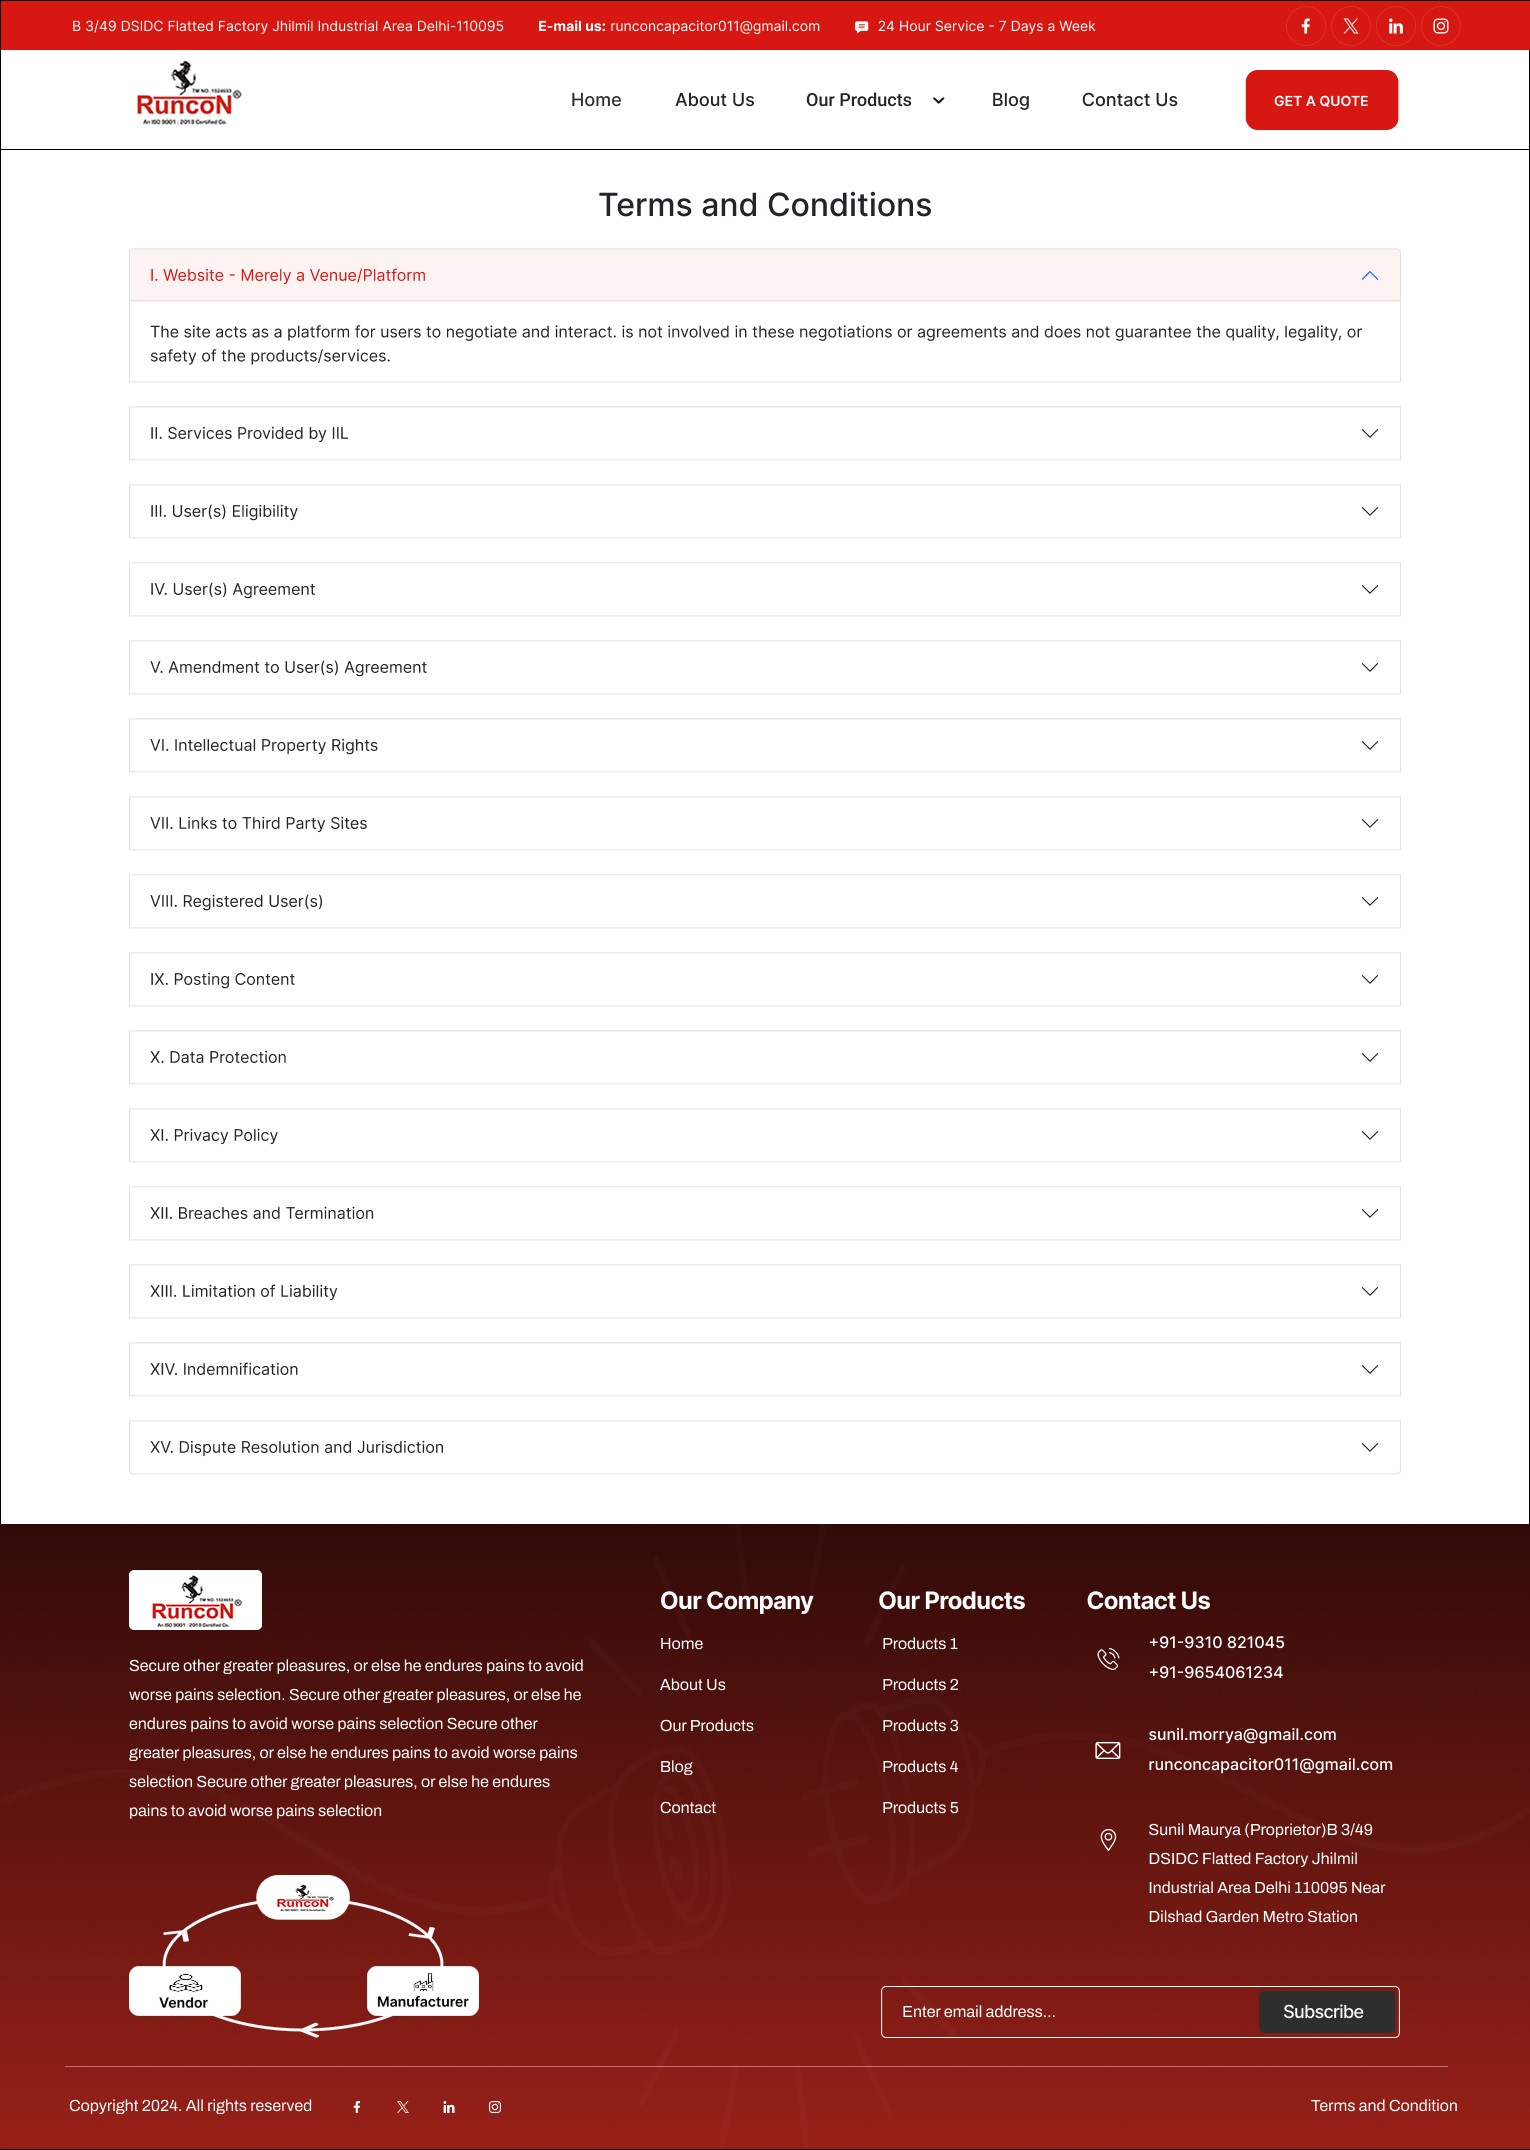 B 3/49 DSIDC Flatted Factory Jhilmil Industrial Area Delhi-110095
E-mail us: runconcapacitor011@gmail.com
24 Hour Service - 7 Days a Week
TM NO. 1524653
RUNCON®
An ISO 9001 : 2015 Certified Co.
Home
About Us
Our Products
Blog
Contact Us
GET A QUOTE
Terms and Conditions
I. Website - Merely a Venue/Platform
The site acts as a platform for users to negotiate and interact. is not involved in these negotiations or agreements and does not guarantee the quality, legality, or
safety of the products/services.
II. Services Provided by IIL
III. User(s) Eligibility
IV. User(s) Agreement
V. Amendment to User(s) Agreement
VI. Intellectual Property Rights
VII. Links to Third Party Sites
VIII. Registered User(s)
IX. Posting Content
X. Data Protection
XI. Privacy Policy
XII. Breaches and Termination
XIII. Limitation of Liability
XIV. Indemnification
XV. Dispute Resolution and Jurisdiction
RUNCON®
Secure other greater pleasures, or else he endures pains to avoid
worse pains selection. Secure other greater pleasures, or else he
endures pains to avoid worse pains selection Secure other
greater pleasures, or else he endures pains to avoid worse pains
selection Secure other greater pleasures, or else he endures
pains to avoid worse pains selection
RUNCON®
Vendor
Manufacturer
Our Company
Home
About Us
Our Products
Blog
Contact
Our Products
Products 1
Products 2
Products 3
Products 4
Products 5
Contact Us
+91-9310 821045
+91-9654061234
sunil.morrya@gmail.com
runconcapacitor011@gmail.com
Sunil Maurya (Proprietor)B 3/49
DSIDC Flatted Factory Jhilmil
Industrial Area Delhi 110095 Near
Dilshad Garden Metro Station
Enter email address...
Subscribe
Copyright 2024. All rights reserved
Terms and Condition